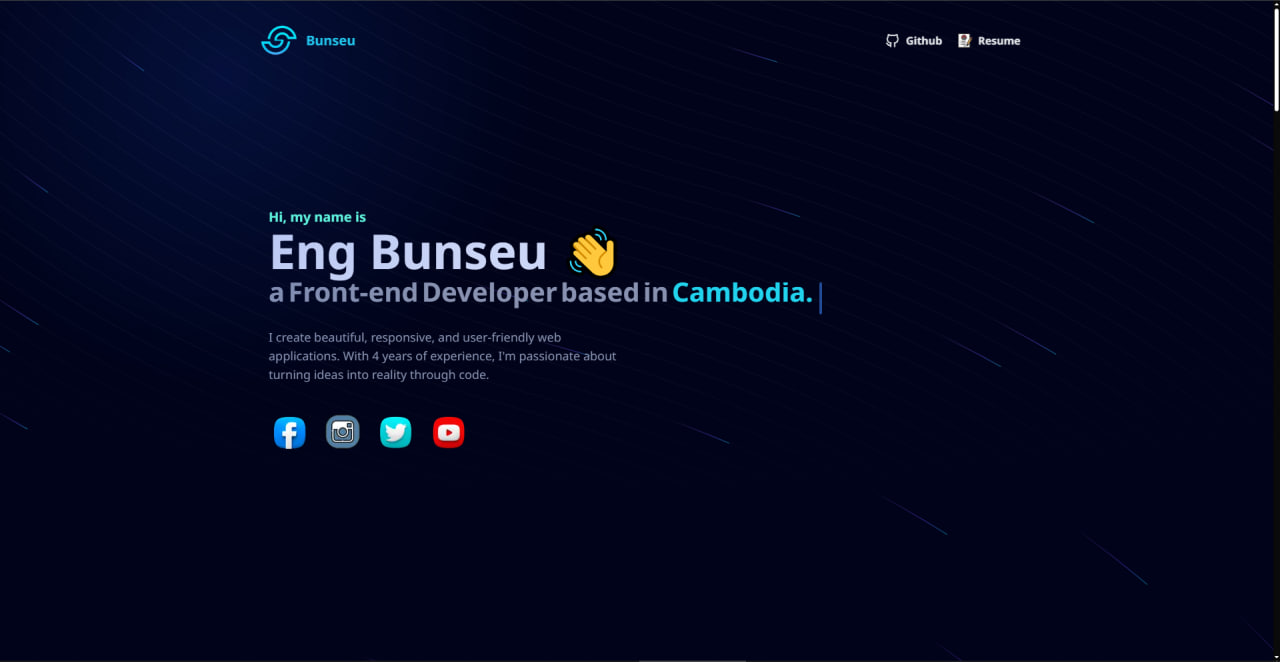 Bunseu
Github
Resume
Hi, my name is
Eng Bunseu
a Front-end Developer based in Cambodia.
I create beautiful, responsive, and user-friendly web
applications. With 4 years of experience, I'm passionate about
turning ideas into reality through code.